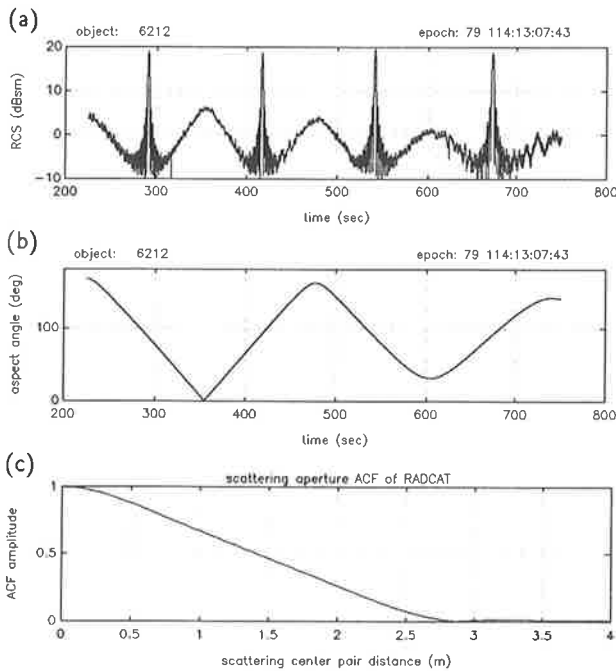 (a)
object: 6212 epoch: 79 114:13:07:43
RCS (dBsm)
20
10
0
-10
200 300 400 500 600 700 800
time (sec)
(b)
object: 6212 epoch: 79 114:13:07:43
aspect angle (deg)
100
0
200 300 400 500 600 700 800
time (sec)
(c)
scattering aperture ACF of RADCAT
ACF amplitude
1
0.5
0
0 0.5 1 1.5 2 2.5 3 3.5 4
scattering center pair distance (m)